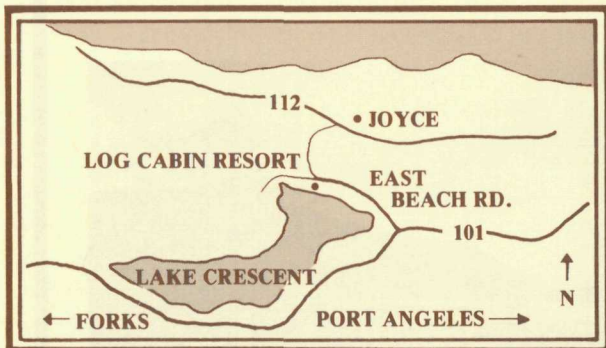 112
JOYCE
LOG CABIN RESORT
EAST
BEACH RD.
101
LAKE CRESCENT
N
← FORKS
PORT ANGELES →